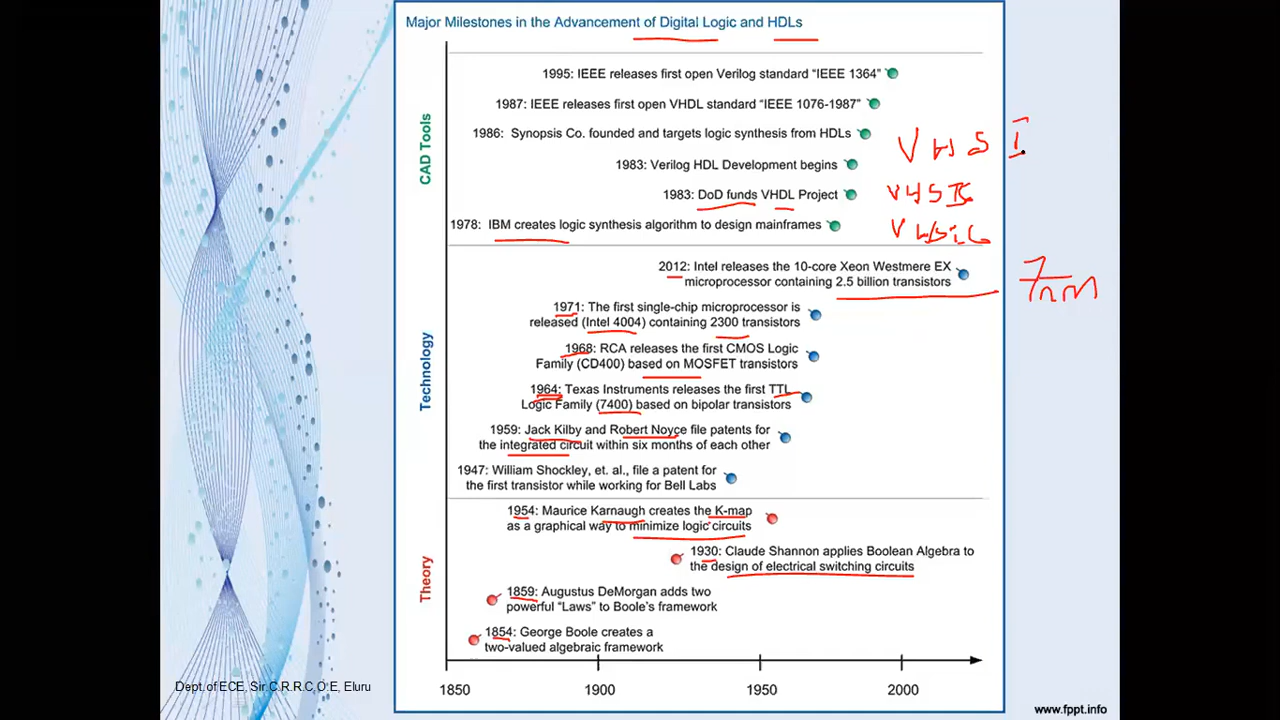 Major Milestones in the Advancement of Digital Logic and HDLs
CAD Tools
1995: IEEE releases first open Verilog standard “IEEE 1364”
1987: IEEE releases first open VHDL standard “IEEE 1076-1987”
1986: Synopsis Co. founded and targets logic synthesis from HDLs
1983: Verilog HDL Development begins
1983: DoD funds VHDL Project
1978: IBM creates logic synthesis algorithm to design mainframes
VHSI
VHSIC
Technology
2012: Intel releases the 10-core Xeon Westmere EX
microprocessor containing 2.5 billion transistors
7nm
1971: The first single-chip microprocessor is
released (Intel 4004) containing 2300 transistors
1968: RCA releases the first CMOS Logic
Family (CD400) based on MOSFET transistors
1964: Texas Instruments releases the first TTL
Logic Family (7400) based on bipolar transistors
1959: Jack Kilby and Robert Noyce file patents for
the integrated circuit within six months of each other
1947: William Shockley, et. al., file a patent for
the first transistor while working for Bell Labs
Theory
1954: Maurice Karnaugh creates the K-map
as a graphical way to minimize logic circuits
1930: Claude Shannon applies Boolean Algebra to
the design of electrical switching circuits
1859: Augustus DeMorgan adds two
powerful “Laws” to Boole’s framework
1854: George Boole creates a
two-valued algebraic framework
1850 1900 1950 2000
Dept. of ECE, Sir C.R.R.C.O.E, Eluru
www.fppt.info